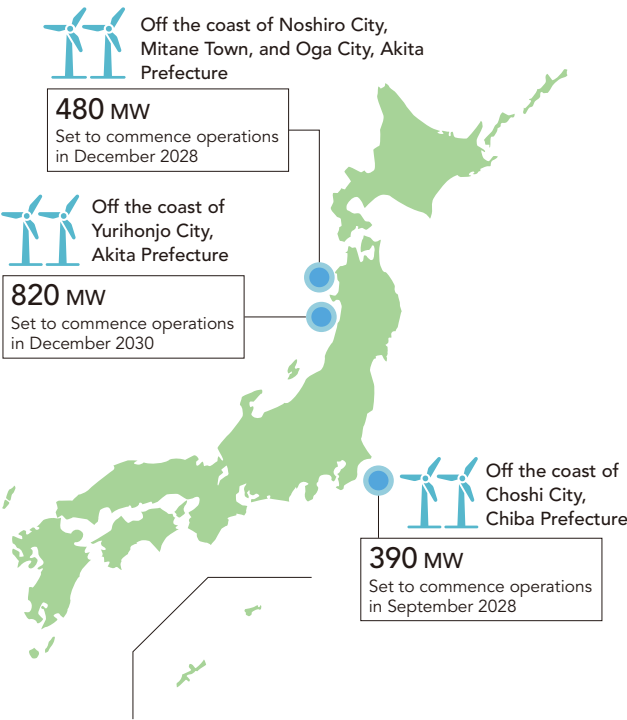 Off the coast of Noshiro City,
Mitane Town, and Oga City, Akita
Prefecture
480 MW
Set to commence operations
in December 2028
Off the coast of
Yurihonjo City,
Akita Prefecture
820 MW
Set to commence operations
in December 2030
Off the coast of
Choshi City,
Chiba Prefecture
390 MW
Set to commence operations
in September 2028